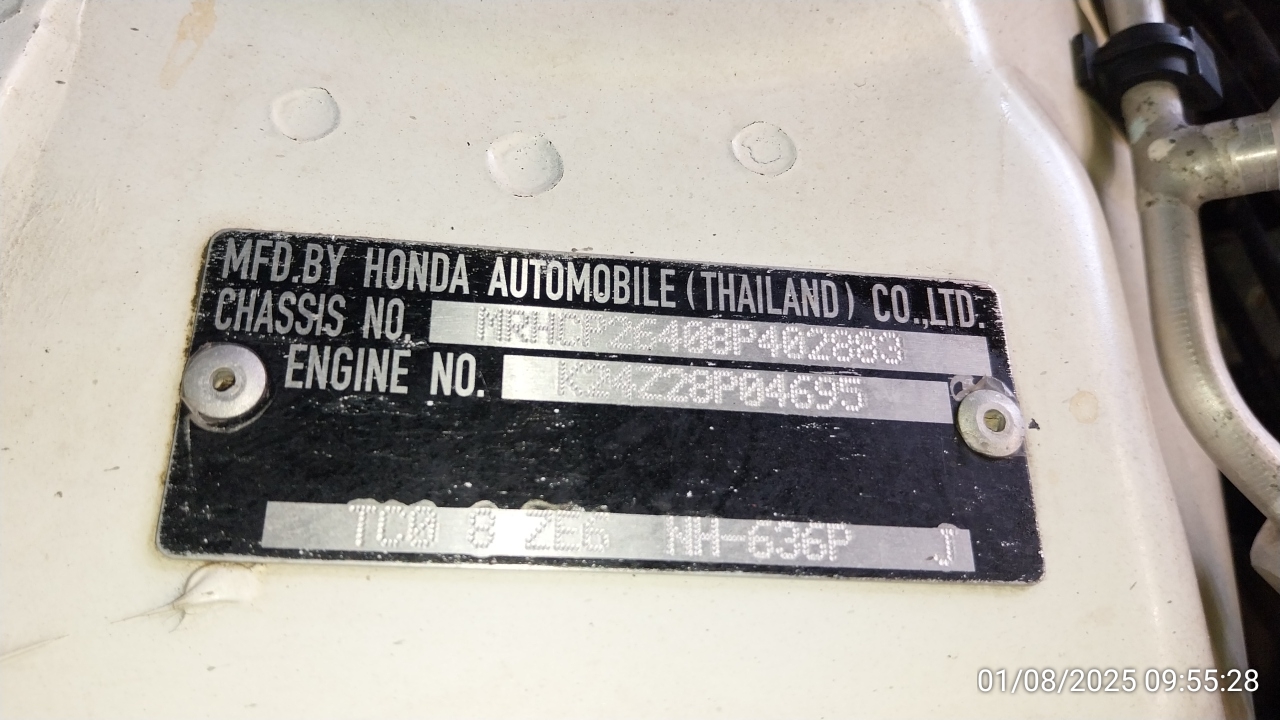 MFD.BY HONDA AUTOMOBILE (THAILAND) CO.,LTD.
CHASSIS NO. MRHCP26408P402883
ENGINE NO. K24Z28P04695
TC0 8 ZE6 NH-636P J
01/08/2025 09:55:28